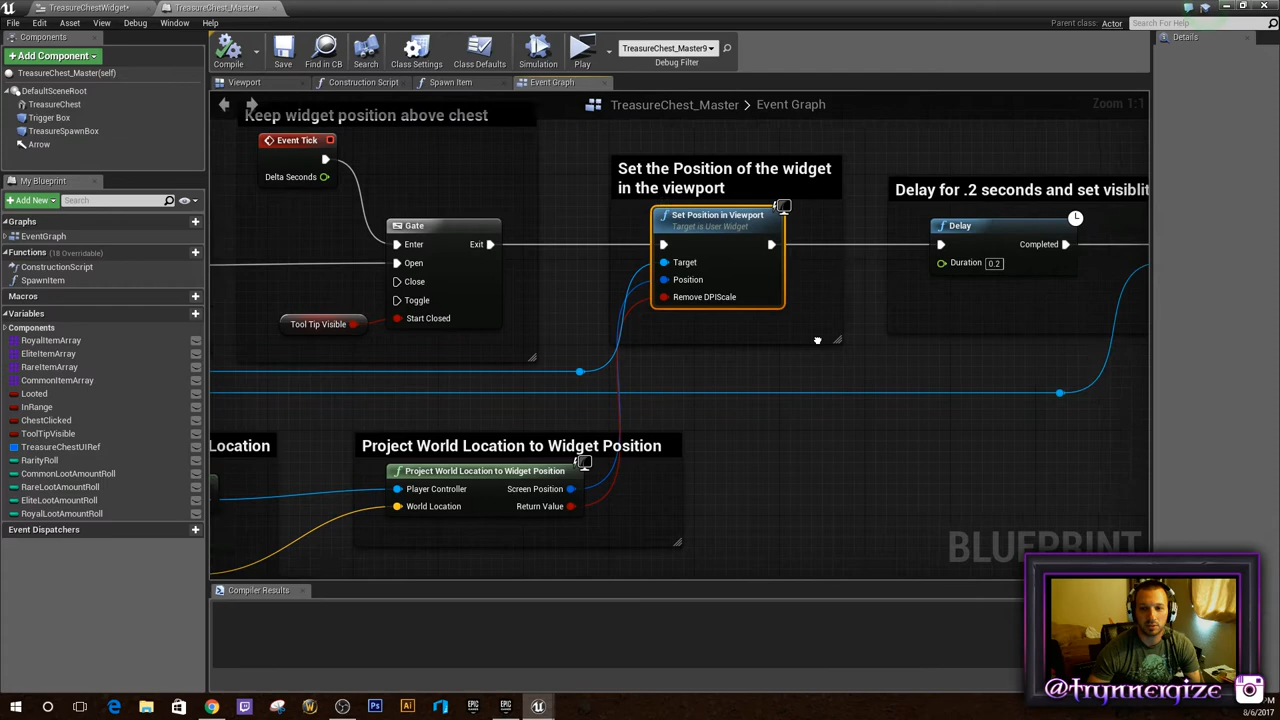 TreasureChestWidget*
TreasureChest_Master*
File Edit Asset View Debug Window Help
Parent class: Actor
Search For Help
Components
Details
+ Add Component
Compile
Save
Find in CB
Search
Class Settings
Class Defaults
Simulation
Play
TreasureChest_Master9
Debug Filter
TreasureChest_Master(self)
DefaultSceneRoot
TreasureChest
Trigger Box
TreasureSpawnBox
Arrow
Viewport
Construction Script
Spawn Item
Event Graph
TreasureChest_Master > Event Graph
Zoom 1:1
My Blueprint
+ Add New
Search
Graphs
EventGraph
Functions (18 Overridable)
ConstructionScript
SpawnItem
Macros
Variables
Components
RoyalItemArray
EliteItemArray
RareItemArray
CommonItemArray
Looted
InRange
ChestClicked
ToolTipVisible
TreasureChestUIRef
RarityRoll
CommonLootAmountRoll
RareLootAmountRoll
EliteLootAmountRoll
RoyalLootAmountRoll
Event Dispatchers
Keep widget position above chest
Event Tick
Delta Seconds
Gate
Enter
Exit
Open
Close
Toggle
Start Closed
Tool Tip Visible
Set the Position of the widget
in the viewport
Set Position in Viewport
Target is User Widget
Target
Position
Remove DPIScale
Delay for .2 seconds and set visiblit
Delay
Completed
Duration 0.2
Location
Project World Location to Widget Position
Project World Location to Widget Position
Player Controller
Screen Position
World Location
Return Value
BLUEPRINT
Compiler Results
@trynnergize
8/6/2017